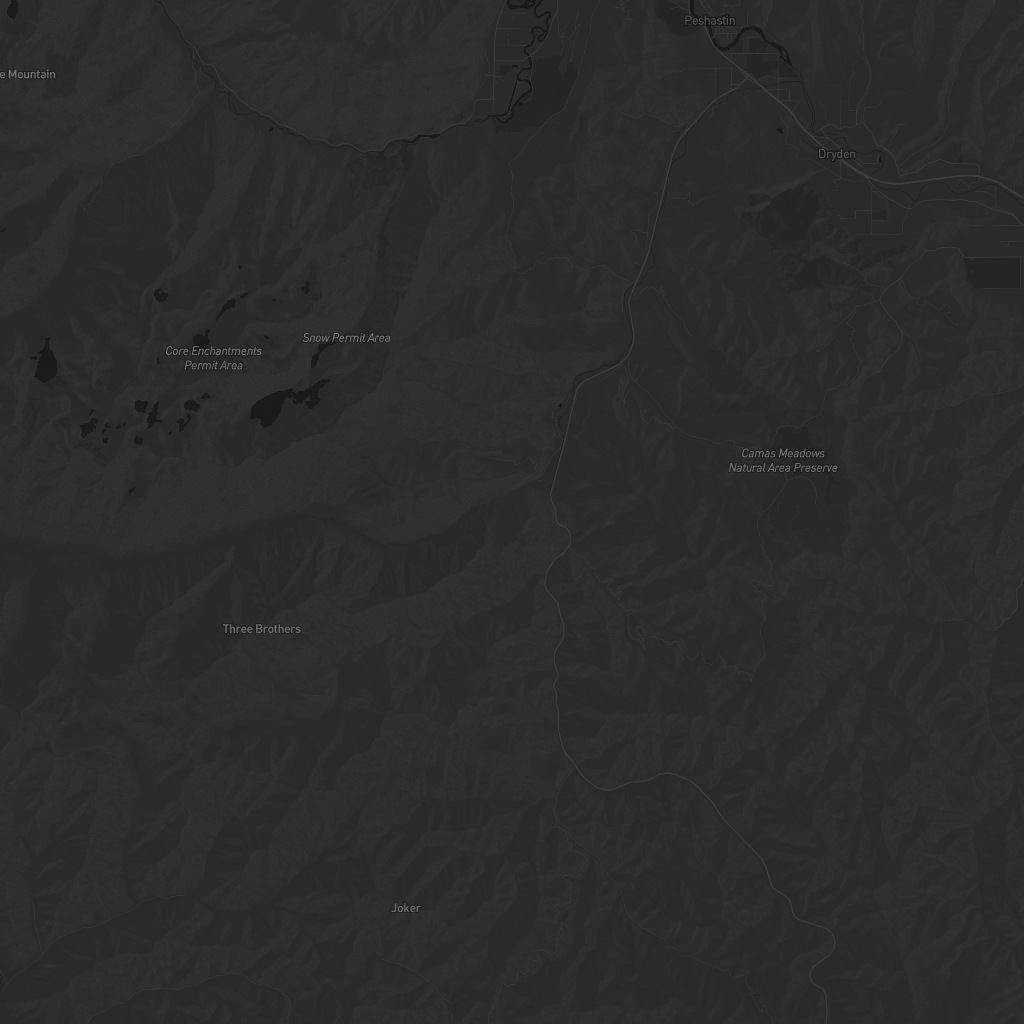 Peshastin
e Mountain
Dryden
Snow Permit Area
Core Enchantments
Permit Area
Camas Meadows
Natural Area Preserve
Three Brothers
Joker